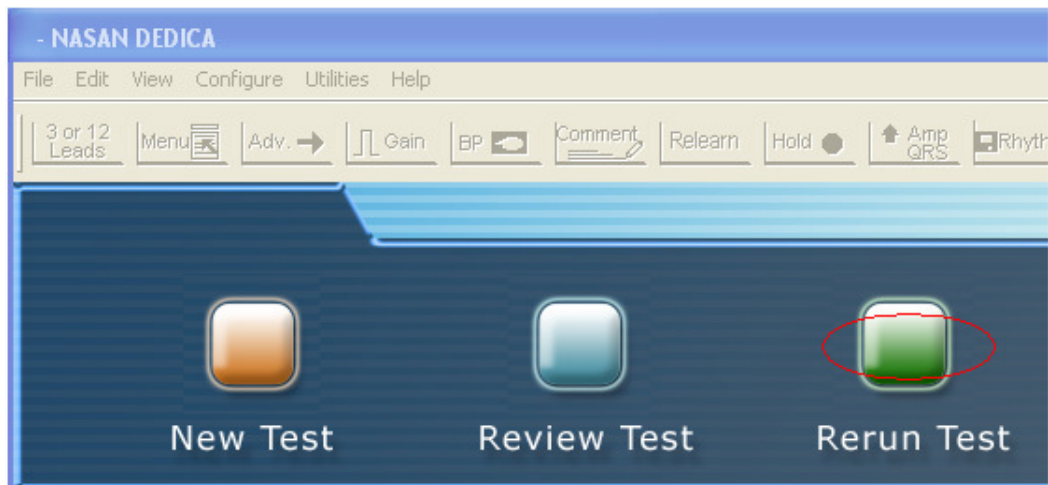 - NASAN DEDICA
File Edit View Configure Utilities Help
3 or 12 Leads Menu Adv. Gain BP Comment Relearn Hold Amp QRS Rhyth
New Test Review Test Rerun Test